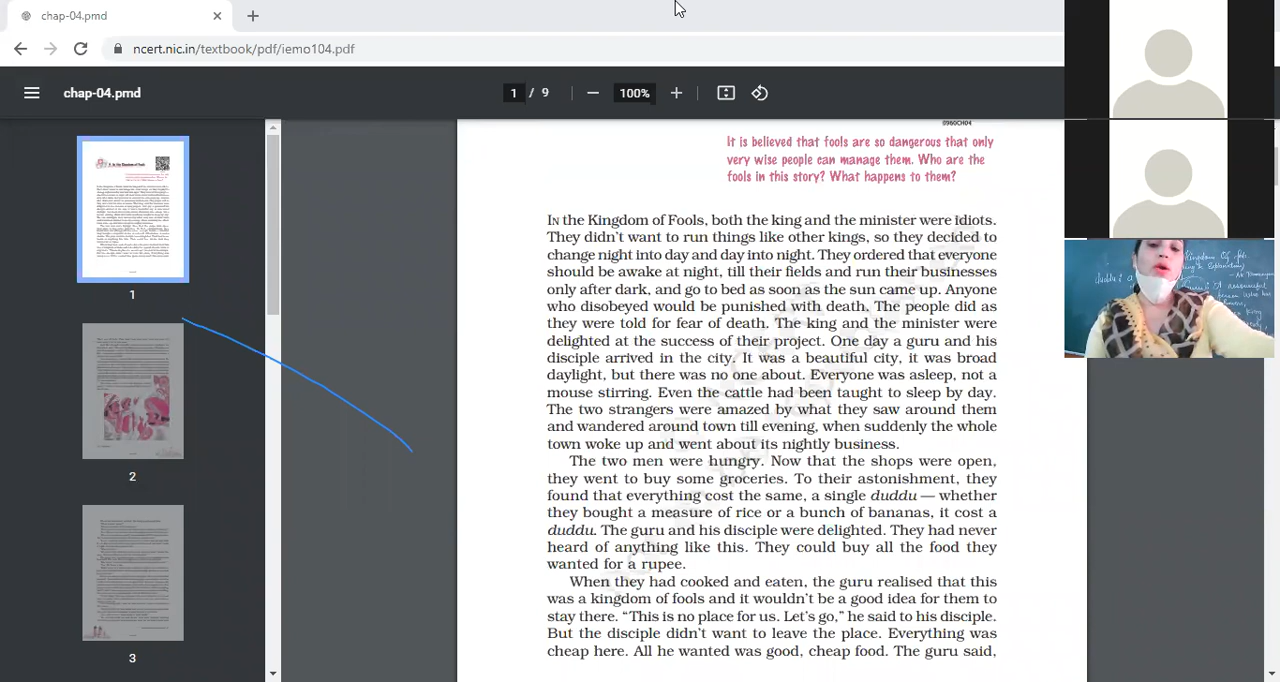 chap-04.pmd
ncert.nic.in/textbook/pdf/iemo104.pdf
chap-04.pmd
1 / 9
100%
0960CH04
It is believed that fools are so dangerous that only
very wise people can manage them. Who are the
fools in this story? What happens to them?
In the Kingdom of Fools, both the king and the minister were idiots.
They didn't want to run things like other kings, so they decided to
change night into day and day into night. They ordered that everyone
should be awake at night, till their fields and run their businesses
only after dark, and go to bed as soon as the sun came up. Anyone
who disobeyed would be punished with death. The people did as
they were told for fear of death. The king and the minister were
delighted at the success of their project. One day a guru and his
disciple arrived in the city. It was a beautiful city, it was broad
daylight, but there was no one about. Everyone was asleep, not a
mouse stirring. Even the cattle had been taught to sleep by day.
The two strangers were amazed by what they saw around them
and wandered around town till evening, when suddenly the whole
town woke up and went about its nightly business.
The two men were hungry. Now that the shops were open,
they went to buy some groceries. To their astonishment, they
found that everything cost the same, a single duddu — whether
they bought a measure of rice or a bunch of bananas, it cost a
duddu. The guru and his disciple were delighted. They had never
heard of anything like this. They could buy all the food they
wanted for a rupee.
When they had cooked and eaten, the guru realised that this
was a kingdom of fools and it wouldn't be a good idea for them to
stay there. “This is no place for us. Let's go,” he said to his disciple.
But the disciple didn't want to leave the place. Everything was
cheap here. All he wanted was good, cheap food. The guru said,
1
2
3